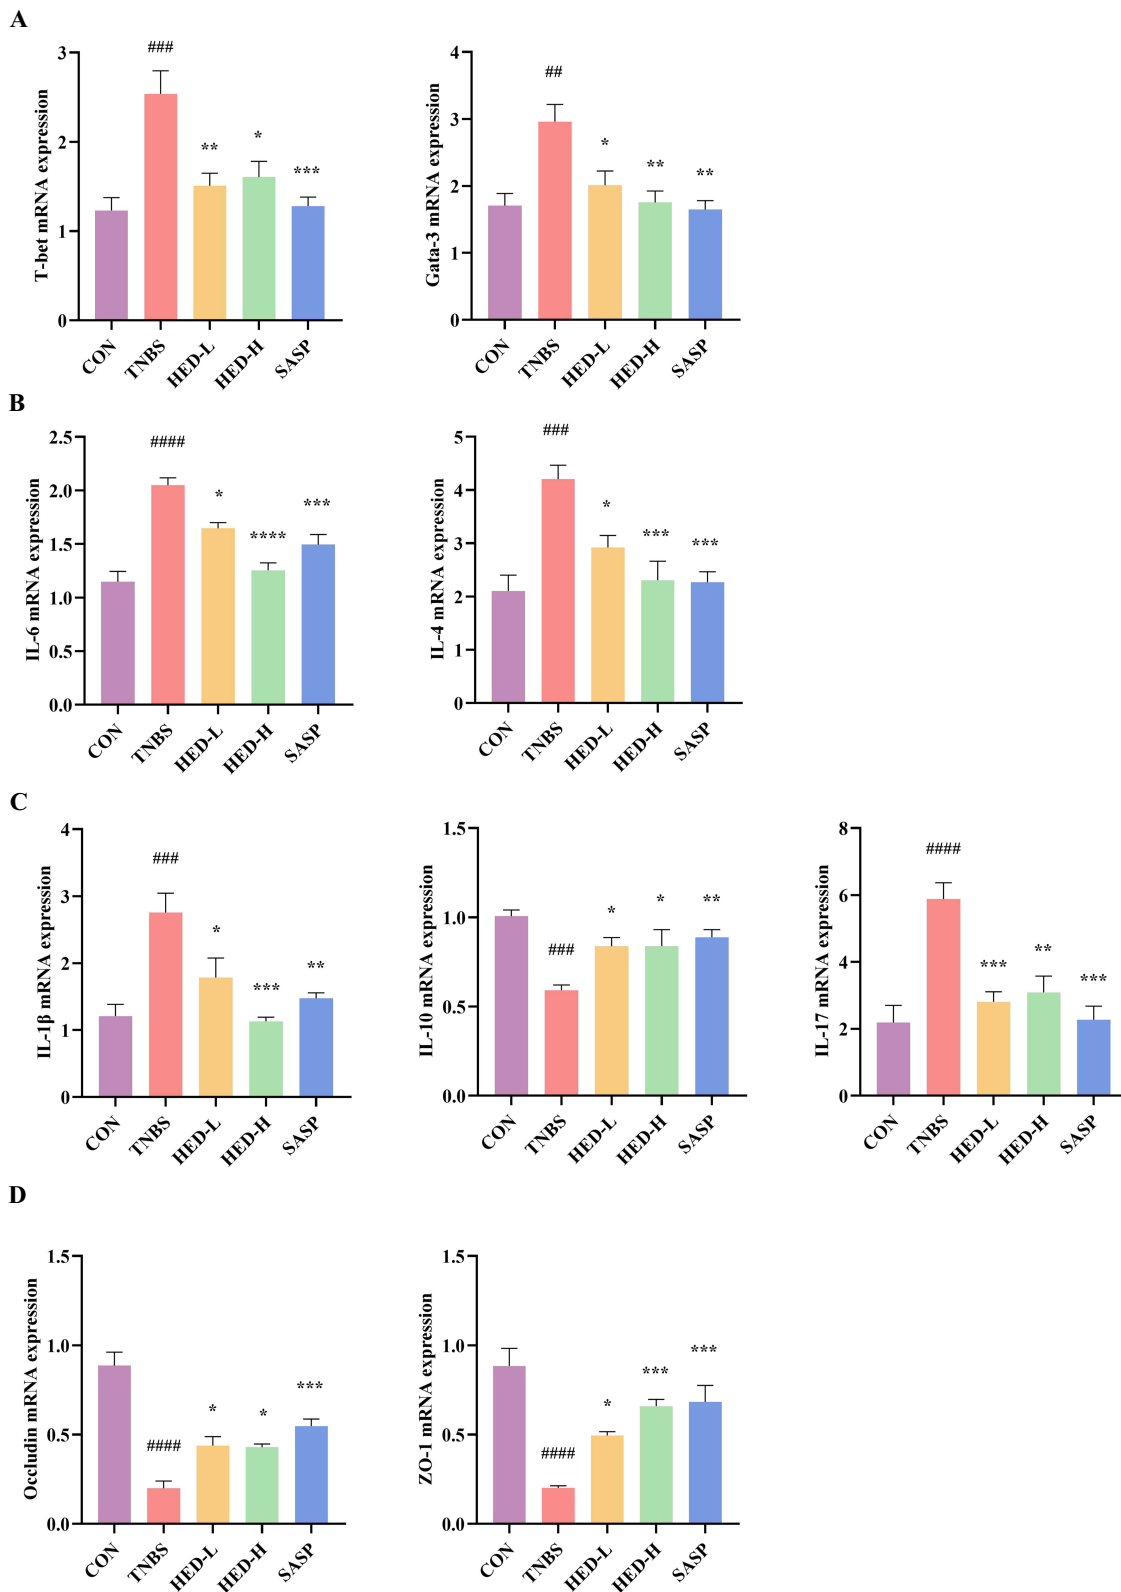 A
T-bet mRNA expression
3
2
1
0
###
**
*
***
CON
TNBS
HED-L
HED-H
SASP
Gata-3 mRNA expression
4
3
2
1
0
##
*
**
**
CON
TNBS
HED-L
HED-H
SASP
B
IL-6 mRNA expression
2.5
2.0
1.5
1.0
0.5
0.0
####
*
****
***
CON
TNBS
HED-L
HED-H
SASP
IL-4 mRNA expression
5
4
3
2
1
0
###
*
***
***
CON
TNBS
HED-L
HED-H
SASP
C
IL-1β mRNA expression
4
3
2
1
0
###
*
***
**
CON
TNBS
HED-L
HED-H
SASP
IL-10 mRNA expression
1.5
1.0
0.5
0.0
###
*
*
**
CON
TNBS
HED-L
HED-H
SASP
IL-17 mRNA expression
8
6
4
2
0
####
***
**
***
CON
TNBS
HED-L
HED-H
SASP
D
Occludin mRNA expression
1.5
1.0
0.5
0.0
####
*
*
***
CON
TNBS
HED-L
HED-H
SASP
ZO-1 mRNA expression
1.5
1.0
0.5
0.0
####
*
***
***
CON
TNBS
HED-L
HED-H
SASP